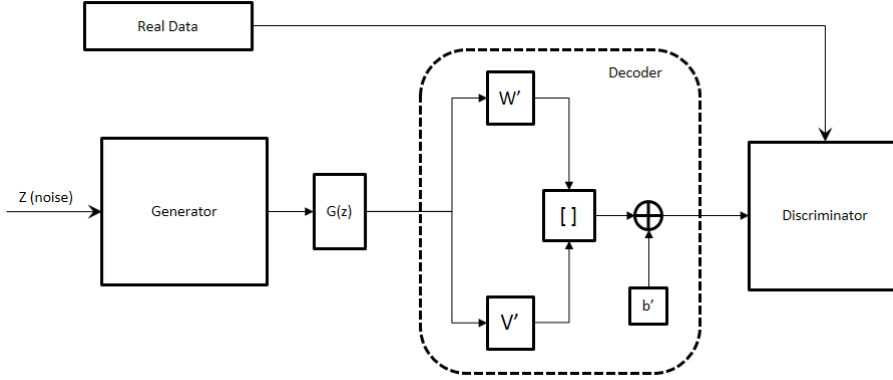 Real Data
Decoder
W'
Z (noise)
Generator
G(z)
[ ]
Discriminator
V'
b'